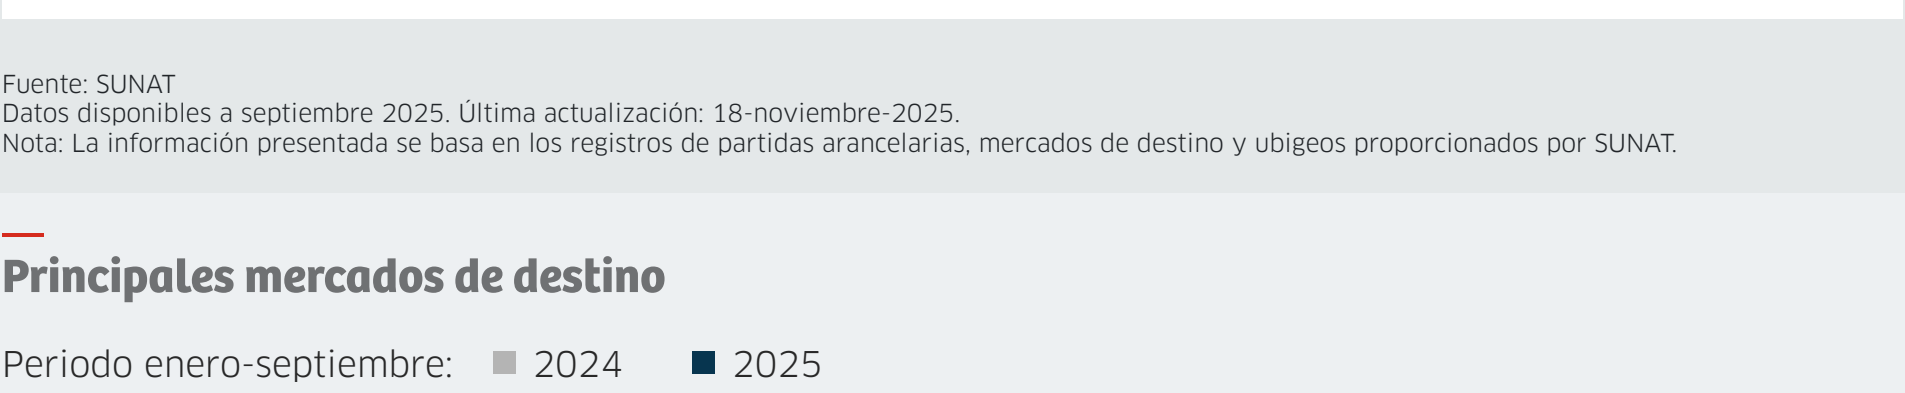 Fuente: SUNAT
Datos disponibles a septiembre 2025. Última actualización: 18-noviembre-2025.
Nota: La información presentada se basa en los registros de partidas arancelarias, mercados de destino y ubigeos proporcionados por SUNAT.
Principales mercados de destino
Periodo enero-septiembre: 2024 2025